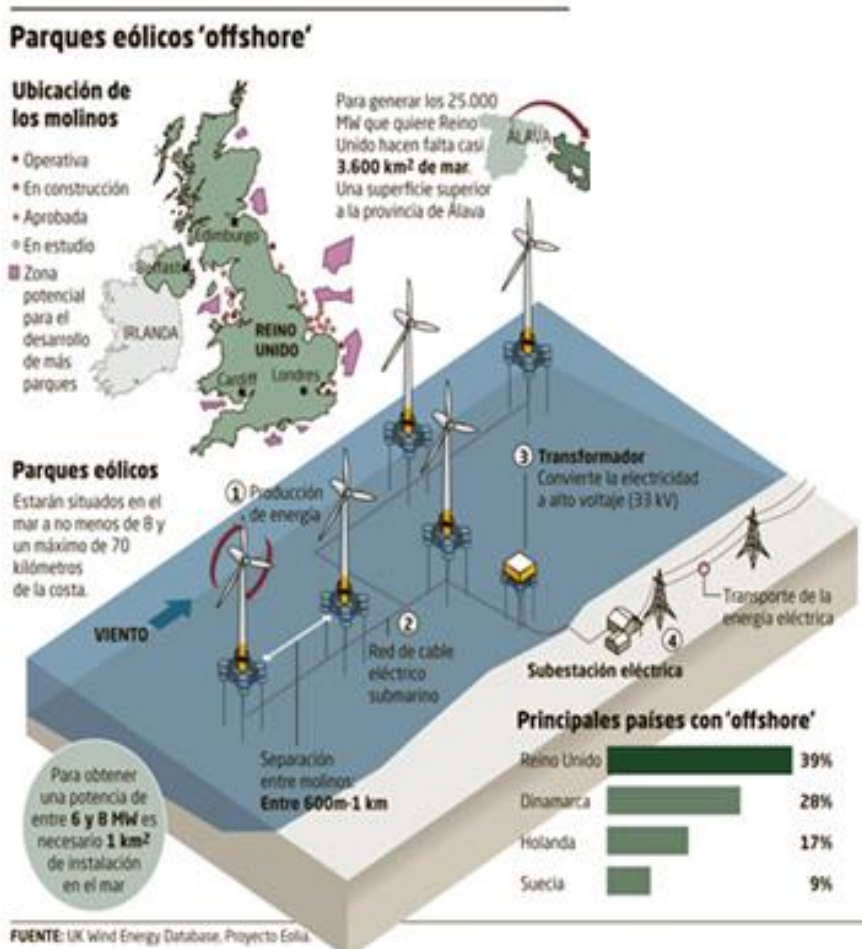 Parques eólicos 'offshore'
Ubicación de
los molinos
Operativa
En construcción
Aprobada
En estudio
Zona
potencial
para el
desarrollo
de más
parques
Edimburgo
Belfast
IRLANDA
REINO
UNIDO
Cardiff
Londres
Para generar los 25.000
MW que quiere Reino
Unido hacen falta casi
3.600 km² de mar.
Una superficie superior
a la provincia de Álava
ÁLAVA
Parques eólicos
Estarán situados en el
mar a no menos de 8 y
un máximo de 70
kilómetros
de la costa.
VIENTO
1 Producción
de energía
2
Red de cable
eléctrico
submarino
3 Transformador
Convierte la electricidad
a alto voltaje (33 kV)
4
Subestación eléctrica
Transporte de la
energía eléctrica
Separación
entre molinos:
Entre 600m-1 km
Para obtener
una potencia de
entre 6 y 8 MW es
necesario 1 km²
de instalación
en el mar
Principales países con 'offshore'
Reino Unido 39%
Dinamarca 28%
Holanda 17%
Suecia 9%
FUENTE: UK Wind Energy Database. Proyecto Eolia.